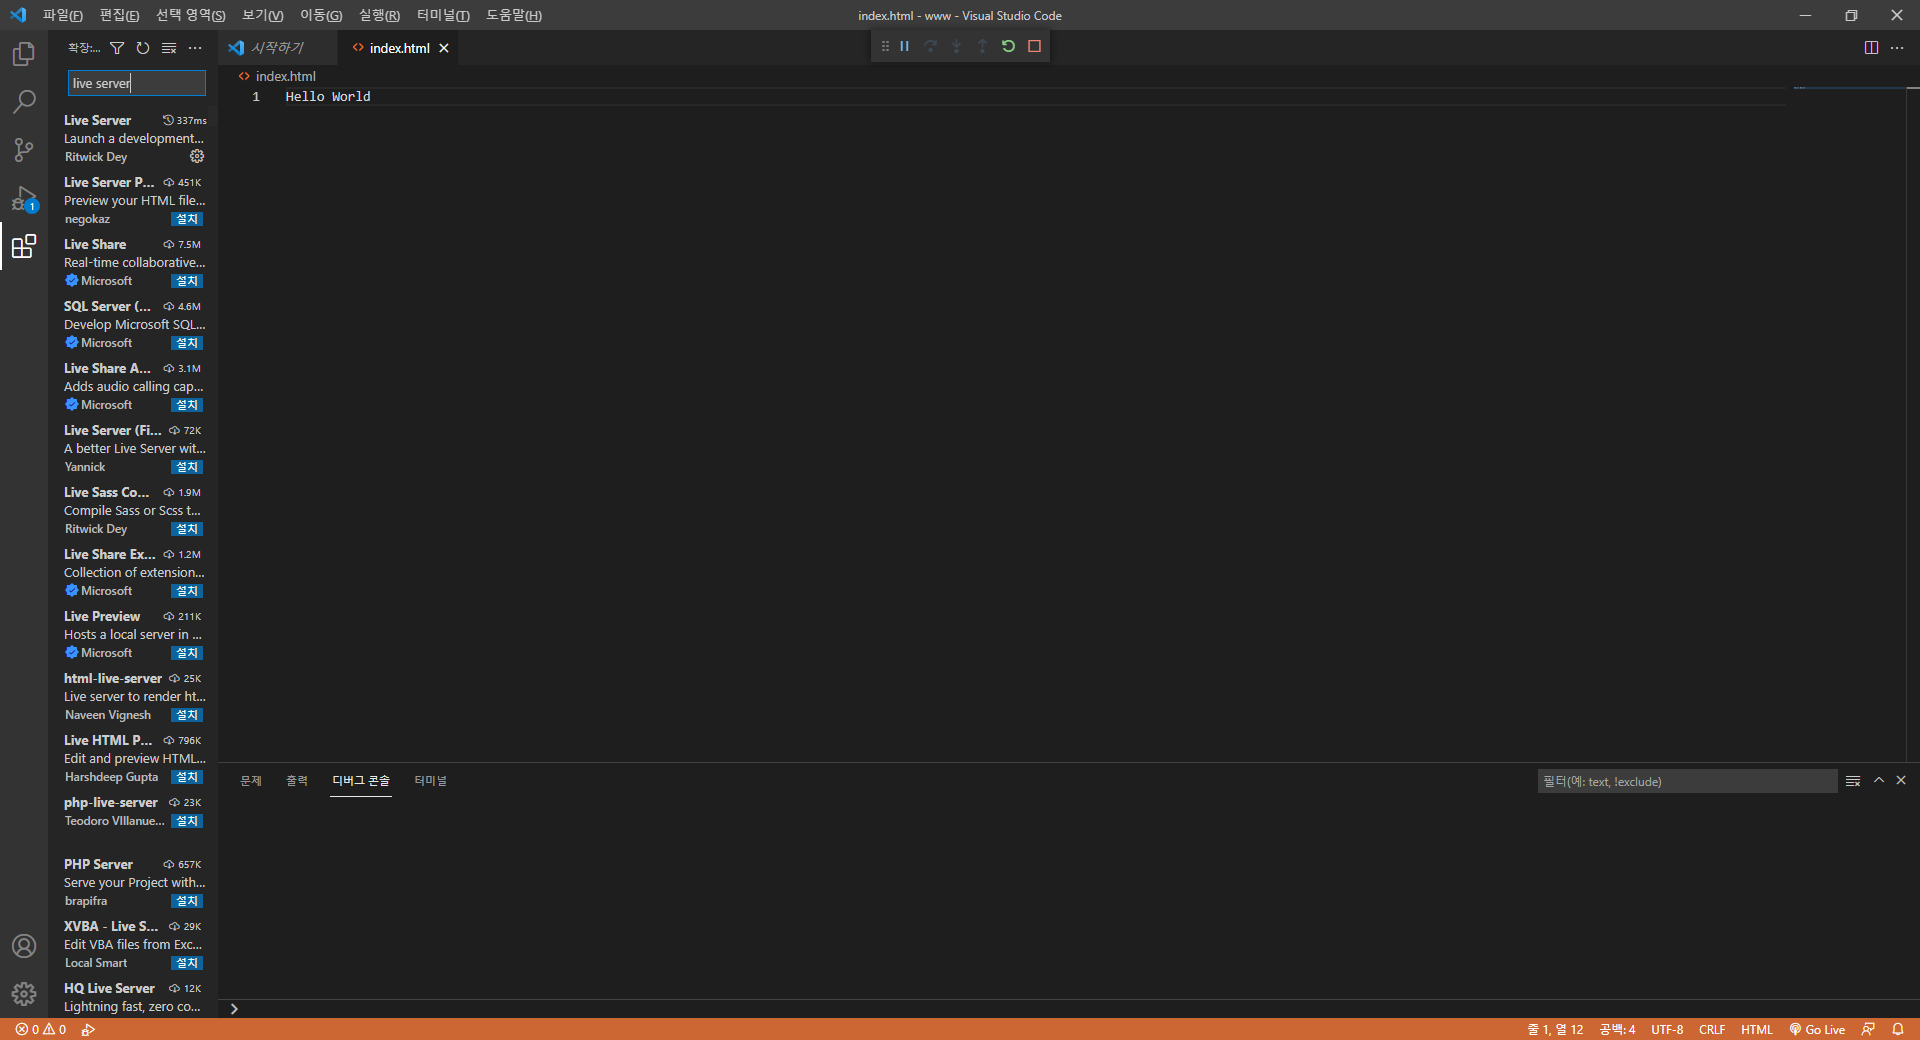 파일(F) 편집(E) 선택 영역(S) 보기(V) 이동(G) 실행(R) 터미널(T) 도움말(H)
index.html - www - Visual Studio Code
확장:...
시작하기
index.html
live server
index.html
1 Hello World
Live Server 337ms
Launch a development...
Ritwick Dey
Live Server P... 451K
Preview your HTML file...
negokaz 설치
Live Share 7.5M
Real-time collaborative...
Microsoft 설치
SQL Server (... 4.6M
Develop Microsoft SQL...
Microsoft 설치
Live Share A... 3.1M
Adds audio calling cap...
Microsoft 설치
Live Server (Fi... 72K
A better Live Server wit...
Yannick 설치
Live Sass Co... 1.9M
Compile Sass or Scss t...
Ritwick Dey 설치
Live Share Ex... 1.2M
Collection of extension...
Microsoft 설치
Live Preview 211K
Hosts a local server in ...
Microsoft 설치
html-live-server 25K
Live server to render ht...
Naveen Vignesh 설치
Live HTML P... 796K
Edit and preview HTML...
Harshdeep Gupta 설치
php-live-server 23K
Teodoro VIllanue... 설치
PHP Server 657K
Serve your Project with...
brapifra 설치
XVBA - Live S... 29K
Edit VBA files from Exc...
Local Smart 설치
HQ Live Server 12K
Lightning fast, zero co...
1
문제 출력 디버그 콘솔 터미널
필터(예: text, !exclude)
0 0
줄 1, 열 12 공백: 4 UTF-8 CRLF HTML Go Live